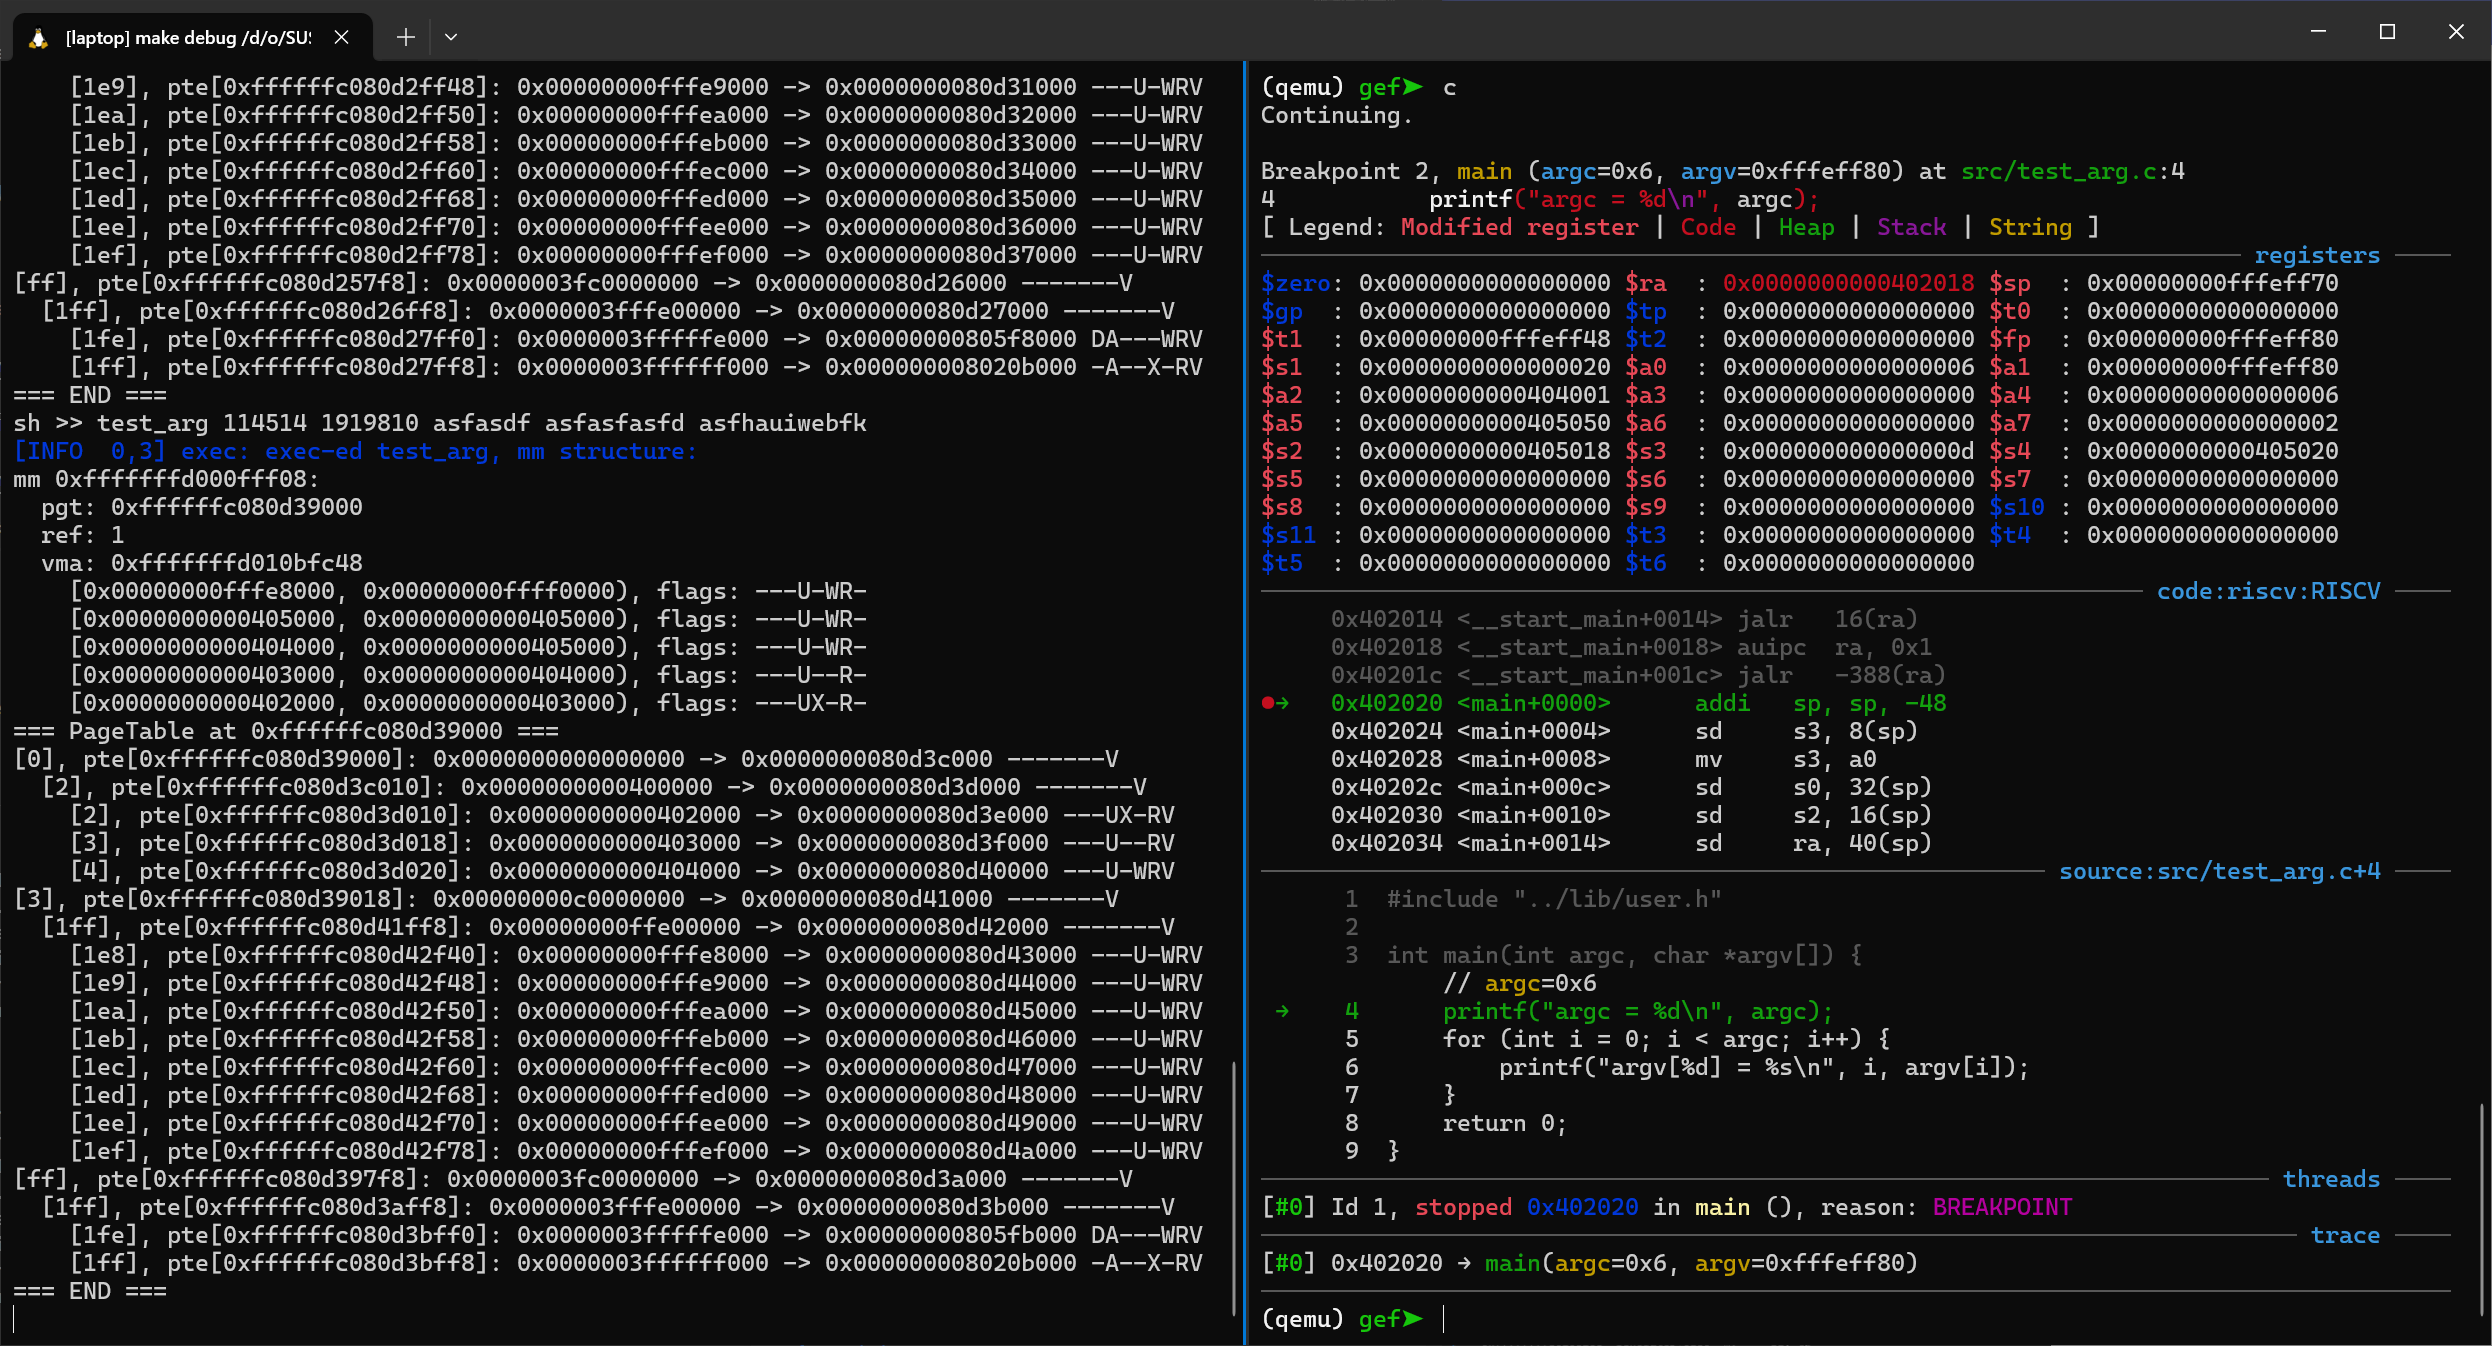 [laptop] make debug /d/o/SUS
[1e9], pte[0xffffffc080d2ff48]: 0x00000000fffe9000 -> 0x0000000080d31000 ---U-WRV
[1ea], pte[0xffffffc080d2ff50]: 0x00000000fffea000 -> 0x0000000080d32000 ---U-WRV
[1eb], pte[0xffffffc080d2ff58]: 0x00000000fffeb000 -> 0x0000000080d33000 ---U-WRV
[1ec], pte[0xffffffc080d2ff60]: 0x00000000fffec000 -> 0x0000000080d34000 ---U-WRV
[1ed], pte[0xffffffc080d2ff68]: 0x00000000fffed000 -> 0x0000000080d35000 ---U-WRV
[1ee], pte[0xffffffc080d2ff70]: 0x00000000fffee000 -> 0x0000000080d36000 ---U-WRV
[1ef], pte[0xffffffc080d2ff78]: 0x00000000fffef000 -> 0x0000000080d37000 ---U-WRV
[ff], pte[0xffffffc080d257f8]: 0x0000003fc0000000 -> 0x0000000080d26000 -------V
[1ff], pte[0xffffffc080d26ff8]: 0x0000003fffe00000 -> 0x0000000080d27000 -------V
[1fe], pte[0xffffffc080d27ff0]: 0x0000003fffffe000 -> 0x00000000805f8000 DA---WRV
[1ff], pte[0xffffffc080d27ff8]: 0x0000003ffffff000 -> 0x000000008020b000 -A--X-RV
=== END ===
sh >> test_arg 114514 1919810 asfasdf asfasfasfd asfhauiwebfk
[INFO  0,3] exec: exec-ed test_arg, mm structure:
mm 0xfffffffd000fff08:
pgt: 0xffffffc080d39000
ref: 1
vma: 0xfffffffd010bfc48
[0x00000000fffe8000, 0x00000000ffff0000), flags: ---U-WR-
[0x0000000000405000, 0x0000000000405000), flags: ---U-WR-
[0x0000000000404000, 0x0000000000405000), flags: ---U-WR-
[0x0000000000403000, 0x0000000000404000), flags: ---U--R-
[0x0000000000402000, 0x0000000000403000), flags: ---UX-R-
=== PageTable at 0xffffffc080d39000 ===
[0], pte[0xffffffc080d39000]: 0x0000000000000000 -> 0x0000000080d3c000 -------V
[2], pte[0xffffffc080d3c010]: 0x0000000000400000 -> 0x0000000080d3d000 -------V
[2], pte[0xffffffc080d3d010]: 0x0000000000402000 -> 0x0000000080d3e000 ---UX-RV
[3], pte[0xffffffc080d3d018]: 0x0000000000403000 -> 0x0000000080d3f000 ---U--RV
[4], pte[0xffffffc080d3d020]: 0x0000000000404000 -> 0x0000000080d40000 ---U-WRV
[3], pte[0xffffffc080d39018]: 0x00000000c0000000 -> 0x0000000080d41000 -------V
[1ff], pte[0xffffffc080d41ff8]: 0x00000000ffe00000 -> 0x0000000080d42000 -------V
[1e8], pte[0xffffffc080d42f40]: 0x00000000fffe8000 -> 0x0000000080d43000 ---U-WRV
[1e9], pte[0xffffffc080d42f48]: 0x00000000fffe9000 -> 0x0000000080d44000 ---U-WRV
[1ea], pte[0xffffffc080d42f50]: 0x00000000fffea000 -> 0x0000000080d45000 ---U-WRV
[1eb], pte[0xffffffc080d42f58]: 0x00000000fffeb000 -> 0x0000000080d46000 ---U-WRV
[1ec], pte[0xffffffc080d42f60]: 0x00000000fffec000 -> 0x0000000080d47000 ---U-WRV
[1ed], pte[0xffffffc080d42f68]: 0x00000000fffed000 -> 0x0000000080d48000 ---U-WRV
[1ee], pte[0xffffffc080d42f70]: 0x00000000fffee000 -> 0x0000000080d49000 ---U-WRV
[1ef], pte[0xffffffc080d42f78]: 0x00000000fffef000 -> 0x0000000080d4a000 ---U-WRV
[ff], pte[0xffffffc080d397f8]: 0x0000003fc0000000 -> 0x0000000080d3a000 -------V
[1ff], pte[0xffffffc080d3aff8]: 0x0000003fffe00000 -> 0x0000000080d3b000 -------V
[1fe], pte[0xffffffc080d3bff0]: 0x0000003fffffe000 -> 0x00000000805fb000 DA---WRV
[1ff], pte[0xffffffc080d3bff8]: 0x0000003ffffff000 -> 0x000000008020b000 -A--X-RV
=== END ===
(qemu) gef➤ c
Continuing.
Breakpoint 2, main (argc=0x6, argv=0xfffeff80) at src/test_arg.c:4
4           printf("argc = %d\n", argc);
[ Legend: Modified register | Code | Heap | Stack | String ]
registers
$zero: 0x0000000000000000 $ra  : 0x0000000000402018 $sp  : 0x00000000fffeff70
$gp  : 0x0000000000000000 $tp  : 0x0000000000000000 $t0  : 0x0000000000000000
$t1  : 0x00000000fffeff48 $t2  : 0x0000000000000000 $fp  : 0x00000000fffeff80
$s1  : 0x0000000000000020 $a0  : 0x0000000000000006 $a1  : 0x00000000fffeff80
$a2  : 0x0000000000404001 $a3  : 0x0000000000000000 $a4  : 0x0000000000000006
$a5  : 0x0000000000405050 $a6  : 0x0000000000000000 $a7  : 0x0000000000000002
$s2  : 0x0000000000405018 $s3  : 0x000000000000000d $s4  : 0x0000000000405020
$s5  : 0x0000000000000000 $s6  : 0x0000000000000000 $s7  : 0x0000000000000000
$s8  : 0x0000000000000000 $s9  : 0x0000000000000000 $s10 : 0x0000000000000000
$s11 : 0x0000000000000000 $t3  : 0x0000000000000000 $t4  : 0x0000000000000000
$t5  : 0x0000000000000000 $t6  : 0x0000000000000000
code:riscv:RISCV
0x402014 <__start_main+0014> jalr   16(ra)
0x402018 <__start_main+0018> auipc  ra, 0x1
0x40201c <__start_main+001c> jalr   -388(ra)
●→   0x402020 <main+0000>      addi   sp, sp, -48
0x402024 <main+0004>      sd     s3, 8(sp)
0x402028 <main+0008>      mv     s3, a0
0x40202c <main+000c>      sd     s0, 32(sp)
0x402030 <main+0010>      sd     s2, 16(sp)
0x402034 <main+0014>      sd     ra, 40(sp)
source:src/test_arg.c+4
1  #include "../lib/user.h"
2
3  int main(int argc, char *argv[]) {
// argc=0x6
→    4      printf("argc = %d\n", argc);
5      for (int i = 0; i < argc; i++) {
6          printf("argv[%d] = %s\n", i, argv[i]);
7      }
8      return 0;
9  }
threads
[#0] Id 1, stopped 0x402020 in main (), reason: BREAKPOINT
trace
[#0] 0x402020 → main(argc=0x6, argv=0xfffeff80)
(qemu) gef➤